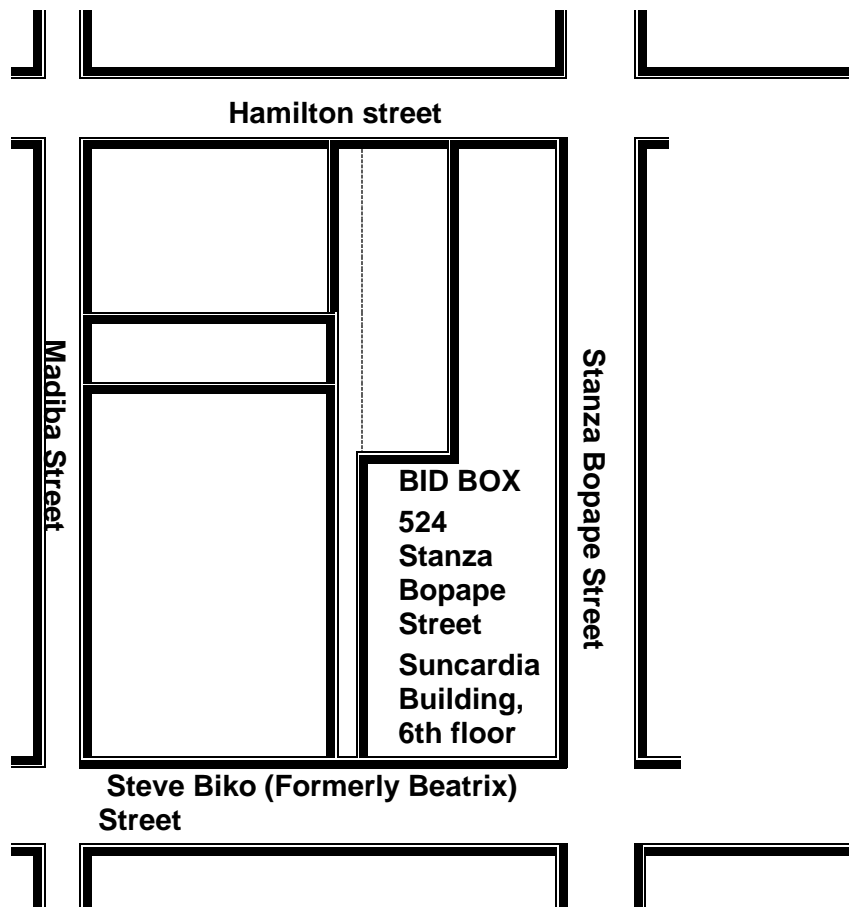 Hamilton street
Madiba Street
Stanza Bopape Street
BID BOX
524
Stanza
Bopape
Street
Suncardia
Building,
6th floor
Steve Biko (Formerly Beatrix)
Street